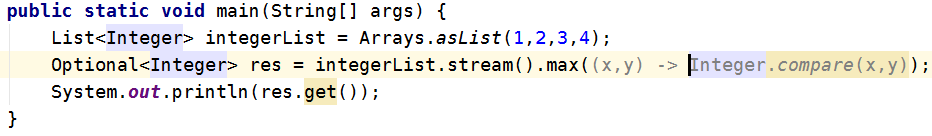 public static void main(String[] args) {
    List<Integer> integerList = Arrays.asList(1,2,3,4);
    Optional<Integer> res = integerList.stream().max((x,y) -> Integer.compare(x,y));
    System.out.println(res.get());
}